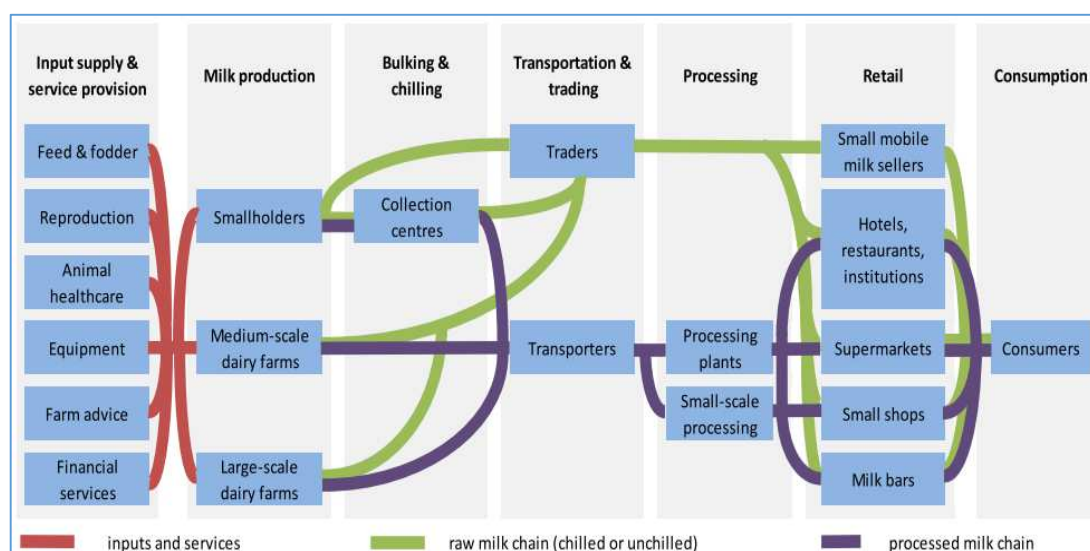 Input supply &
service provision
Milk production
Bulking &
chilling
Transportation &
trading
Processing
Retail
Consumption
Feed & fodder
Reproduction
Animal
healthcare
Equipment
Farm advice
Financial
services
Smallholders
Medium-scale
dairy farms
Large-scale
dairy farms
Collection
centres
Traders
Transporters
Processing
plants
Small-scale
processing
Small mobile
milk sellers
Hotels,
restaurants,
institutions
Supermarkets
Small shops
Milk bars
Consumers
inputs and services
raw milk chain (chilled or unchilled)
processed milk chain